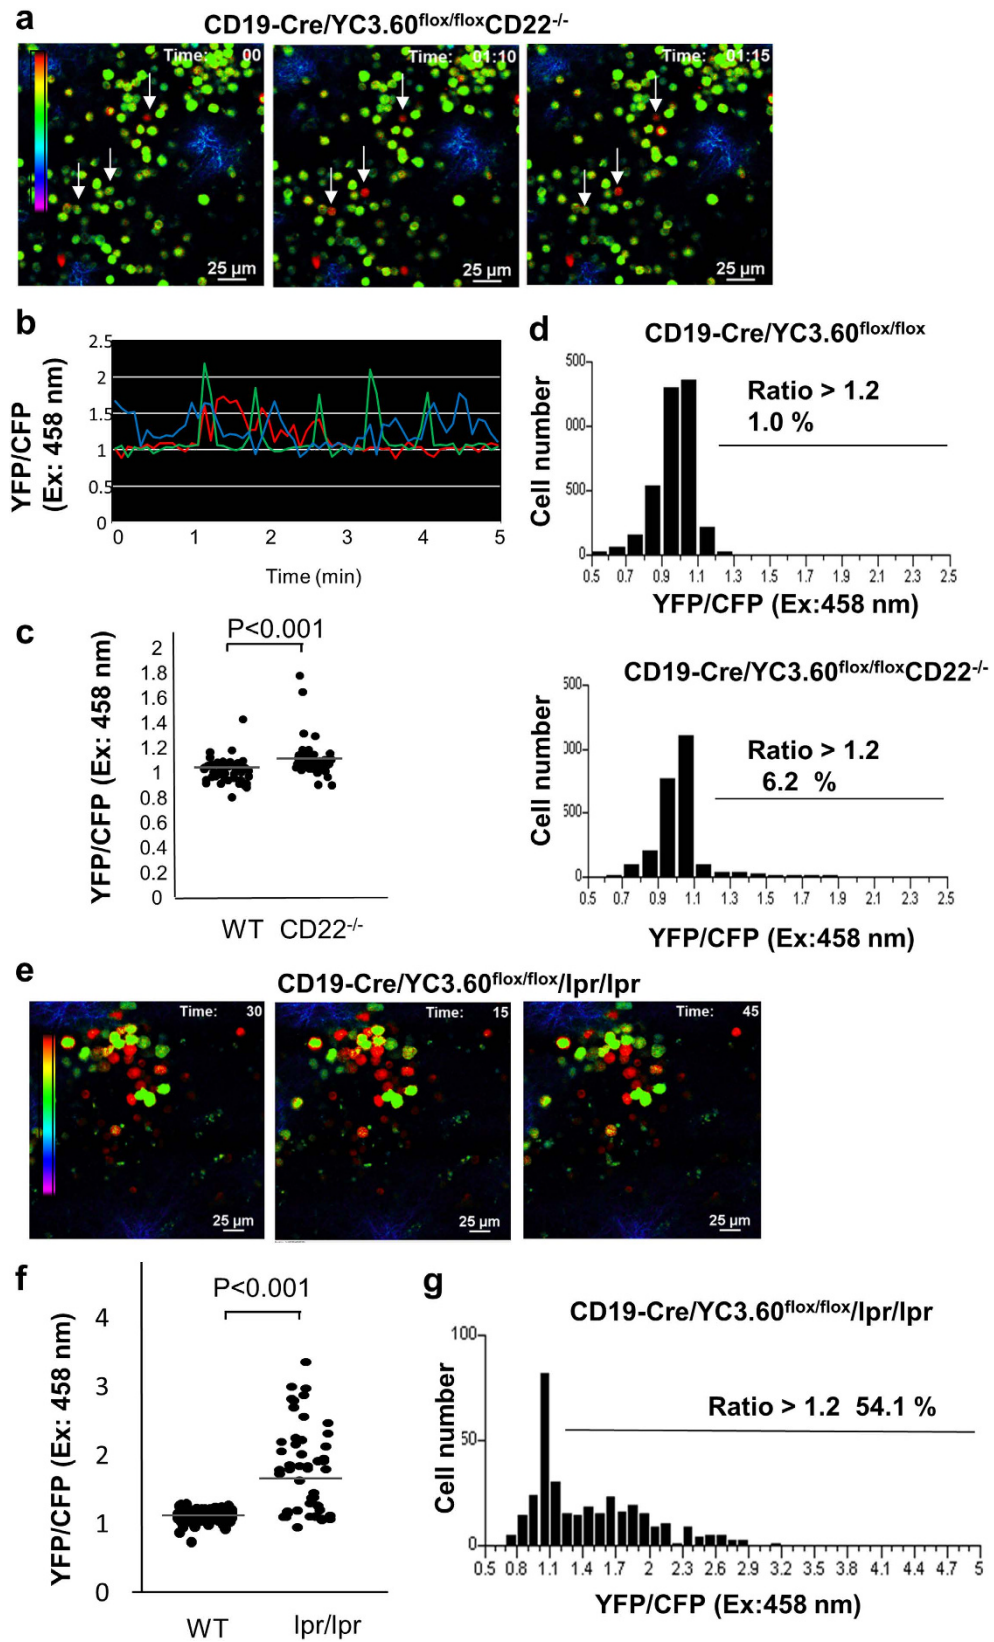 a
CD19-Cre/YC3.60flox/floxCD22-/-
Time: 00
Time: 01:10
Time: 01:15
25 µm
25 µm
25 µm
b
YFP/CFP
(Ex: 458 nm)
2.5
2
1.5
1
0.5
0
0 1 2 3 4 5
Time (min)
c
YFP/CFP (Ex: 458 nm)
P<0.001
2
1.8
1.6
1.4
1.2
1
0.8
0.6
0.4
0.2
0
WT CD22-/-
d
CD19-Cre/YC3.60flox/flox
Cell number
500
000
500
0
Ratio > 1.2
1.0 %
0.5 0.7 0.9 1.1 1.3 1.5 1.7 1.9 2.1 2.3 2.5
YFP/CFP (Ex:458 nm)
CD19-Cre/YC3.60flox/floxCD22-/-
Cell number
500
000
500
0
Ratio > 1.2
6.2 %
0.5 0.7 0.9 1.1 1.3 1.5 1.7 1.9 2.1 2.3 2.5
YFP/CFP (Ex:458 nm)
e
CD19-Cre/YC3.60flox/flox/lpr/lpr
Time: 30
Time: 15
Time: 45
25 µm
25 µm
25 µm
f
YFP/CFP (Ex: 458 nm)
P<0.001
4
3
2
1
0
WT lpr/lpr
g
CD19-Cre/YC3.60flox/flox/lpr/lpr
Cell number
100
50
0
Ratio > 1.2 54.1 %
0.5 0.8 1.1 1.4 1.7 2 2.3 2.6 2.9 3.2 3.5 3.8 4.1 4.4 4.7 5
YFP/CFP (Ex:458 nm)